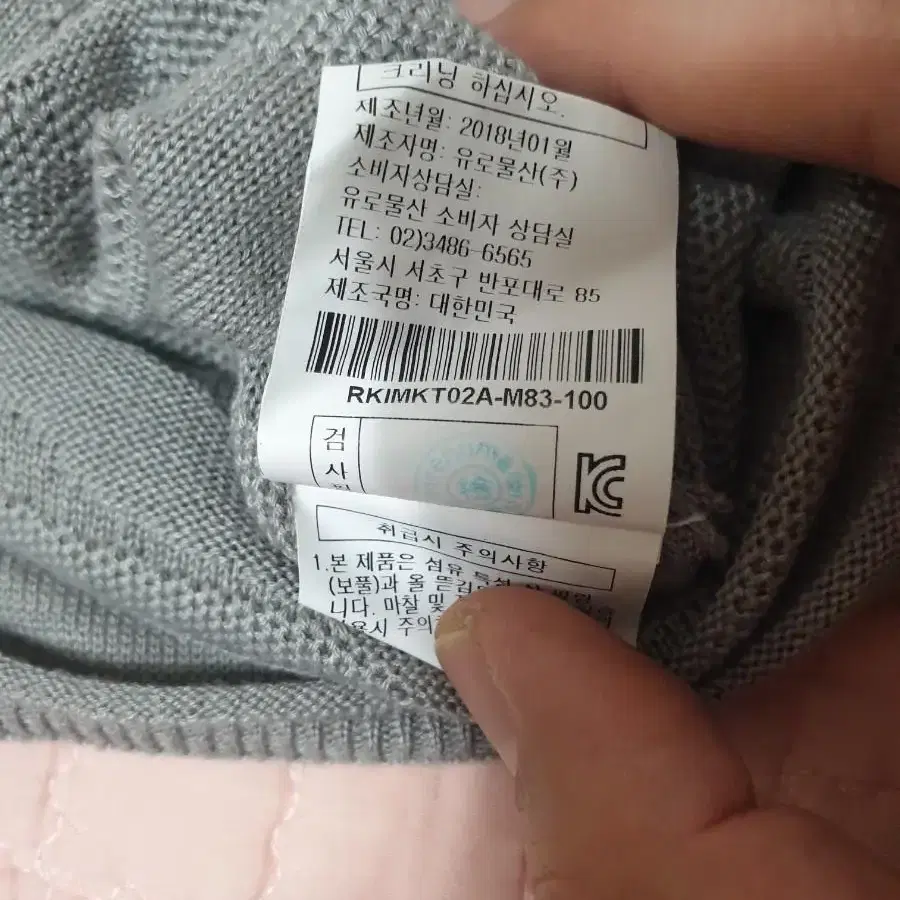 크리닝 하십시오.
제조년월: 2018년01월
제조자명: 유로물산(주)
소비자상담실:
유로물산 소비자 상담실
TEL: 02)3486-6565
서울시 서초구 반포대로 85
제조국명: 대한민국
RKIMKT02A-M83-100
검
사
KC
취급시 주의사항
1.본 제품은 섬유
(보풀)과 올 뜯김
니다. 마찰 및
주의